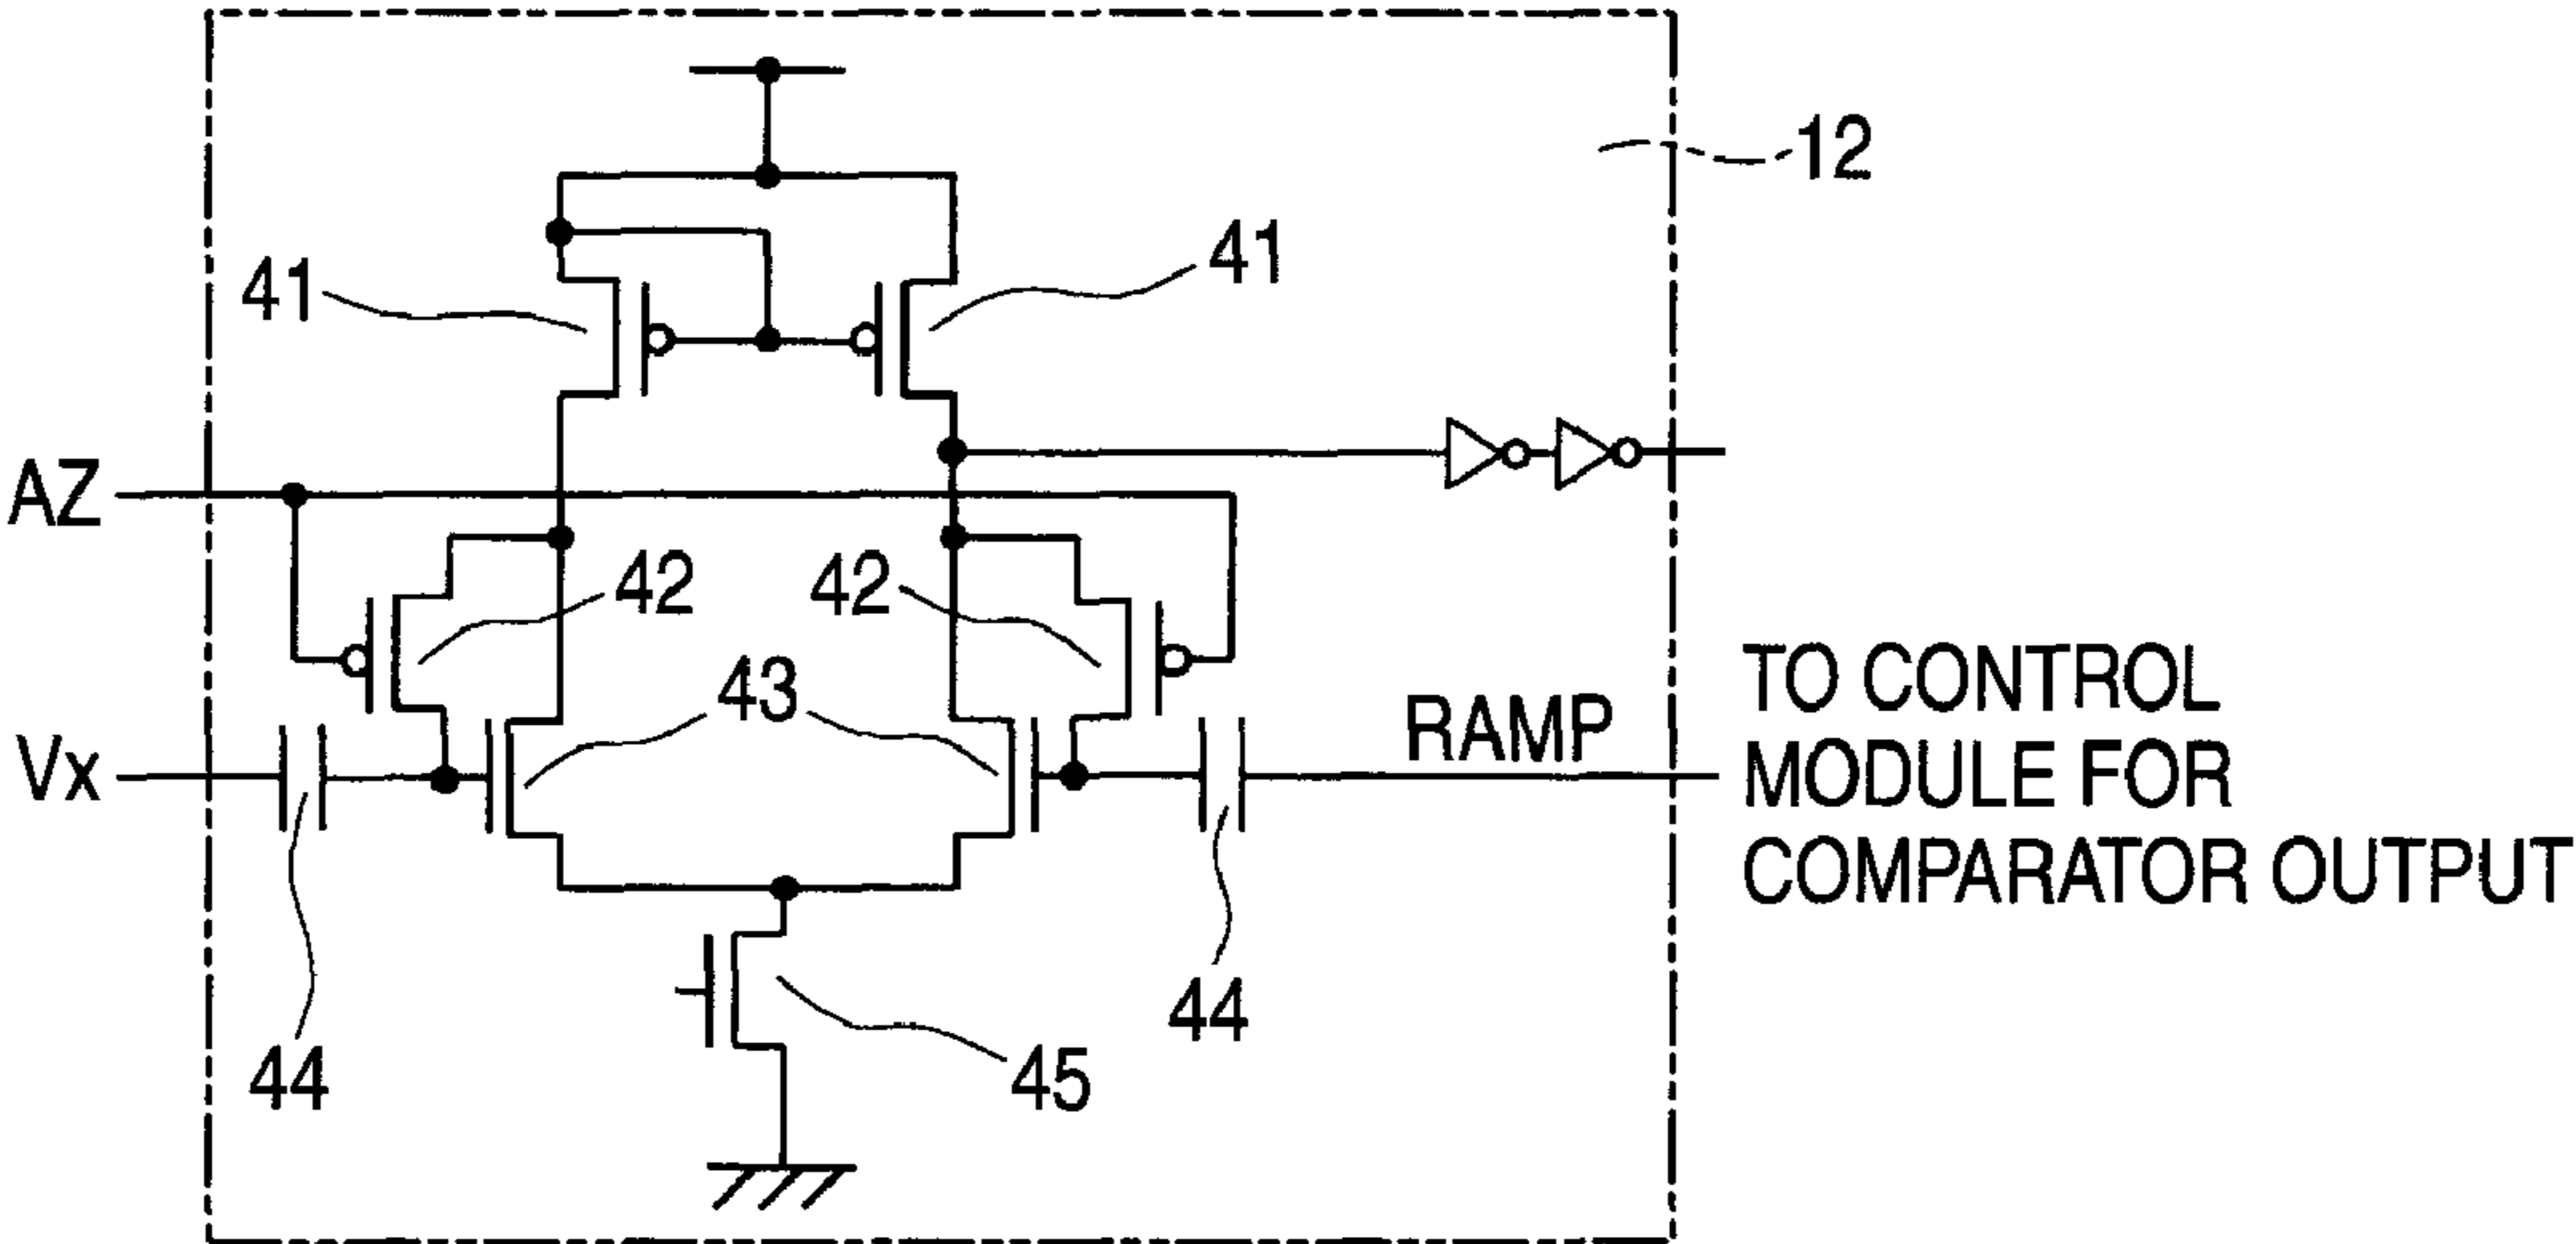 12
41
41
AZ
42
42
43
Vx
RAMP
TO CONTROL
MODULE FOR
COMPARATOR OUTPUT
44
45
44